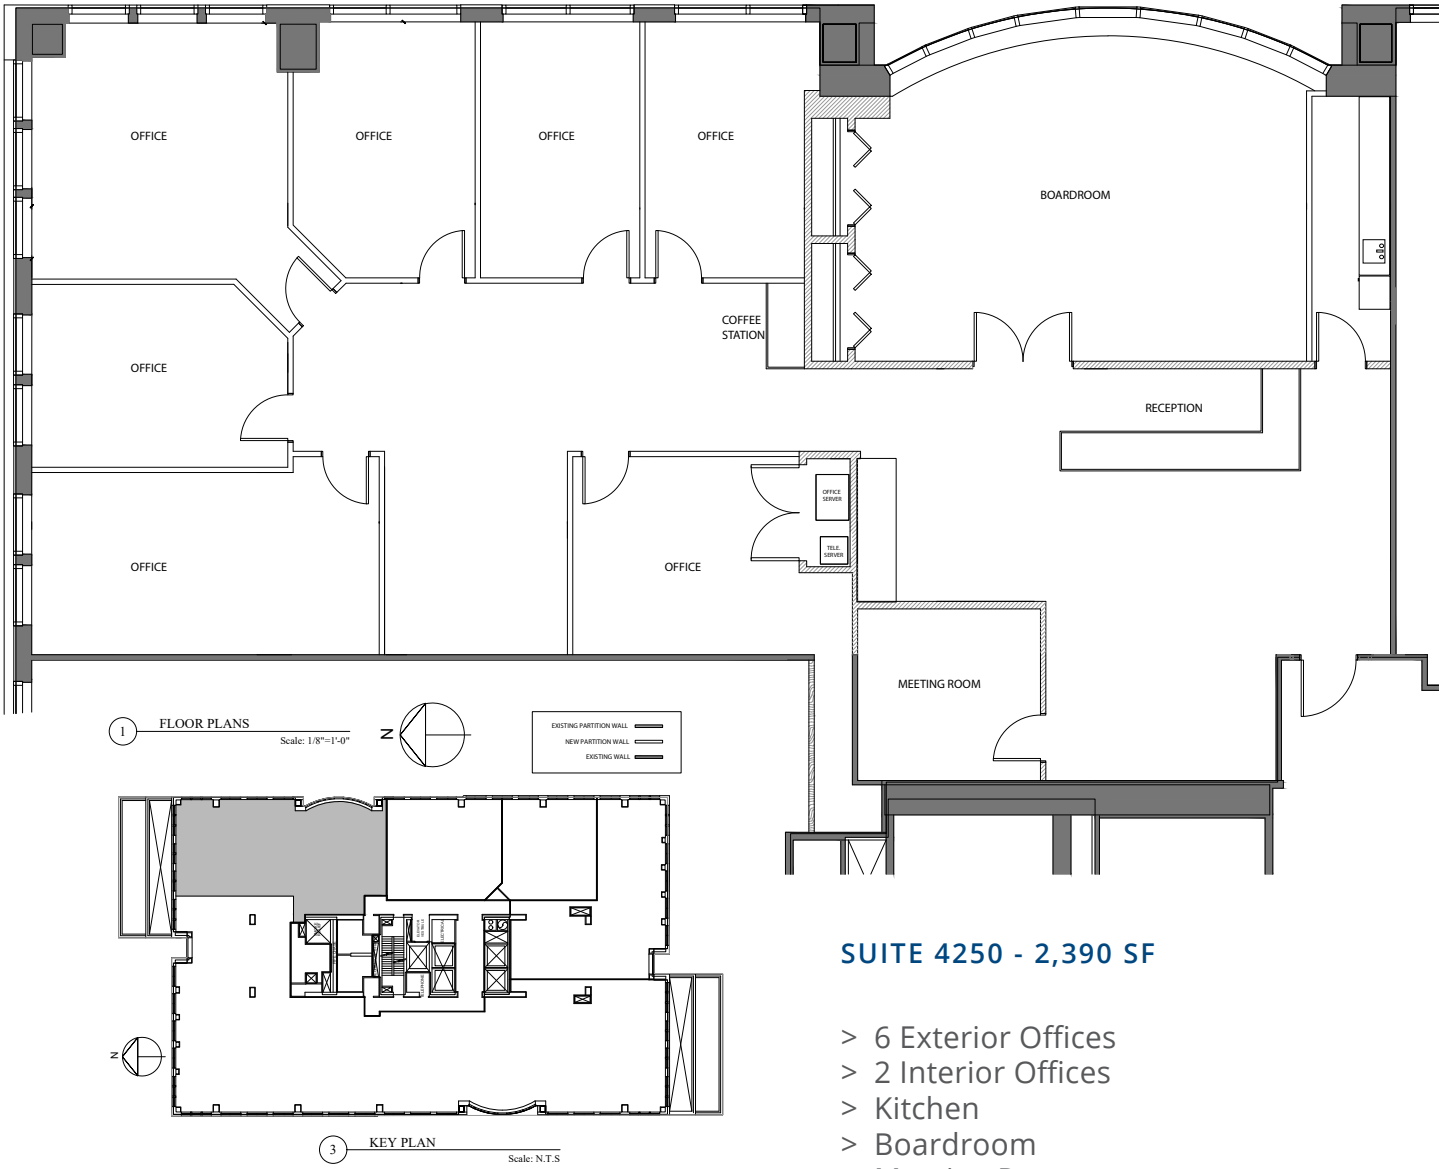 OFFICE
OFFICE
OFFICE
OFFICE
BOARDROOM
COFFEE
STATION
OFFICE
RECEPTION
OFFICE
OFFICE
OFFICE
SERVER
TELE.
SERVER
MEETING ROOM
1 FLOOR PLANS
Scale: 1/8"=1'-0"
N
EXISTING PARTITION WALL
NEW PARTITION WALL
EXISTING WALL
ELECTRICAL
TELEPHONE
N
3 KEY PLAN
Scale: N.T.S
SUITE 4250 - 2,390 SF
> 6 Exterior Offices
> 2 Interior Offices
> Kitchen
> Boardroom